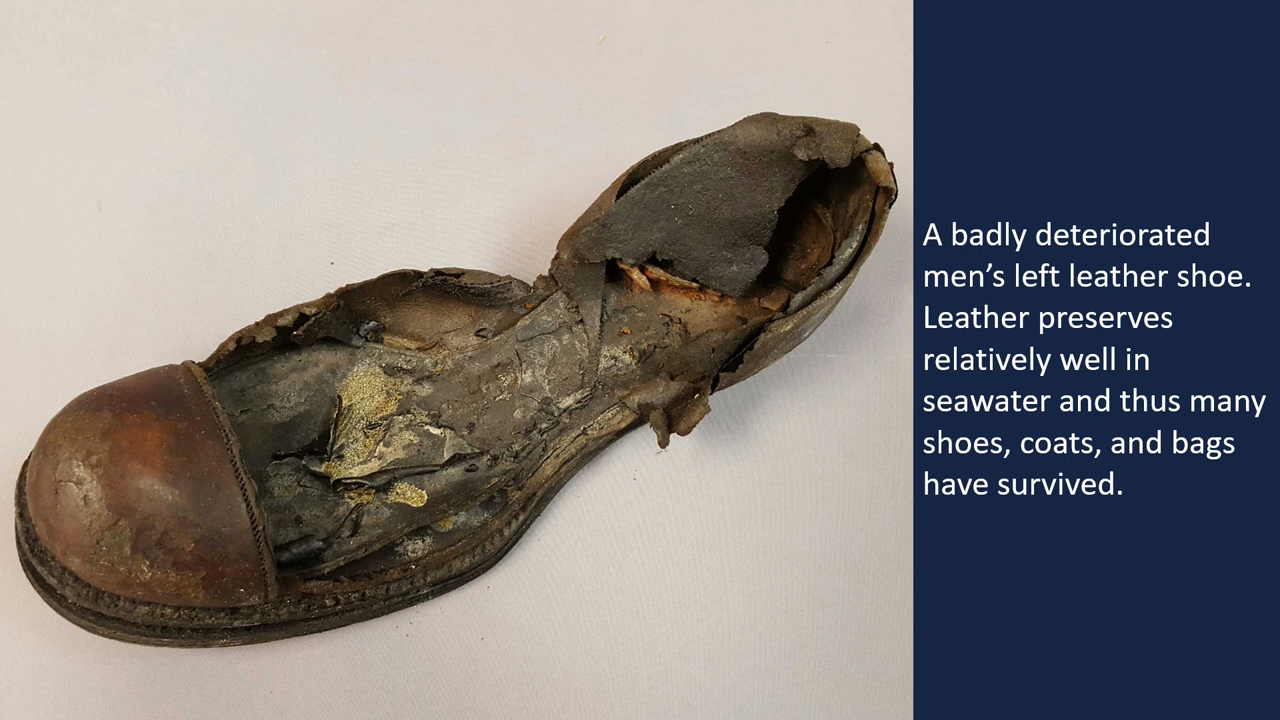 A badly deteriorated
men’s left leather shoe.
Leather preserves
relatively well in
seawater and thus many
shoes, coats, and bags
have survived.